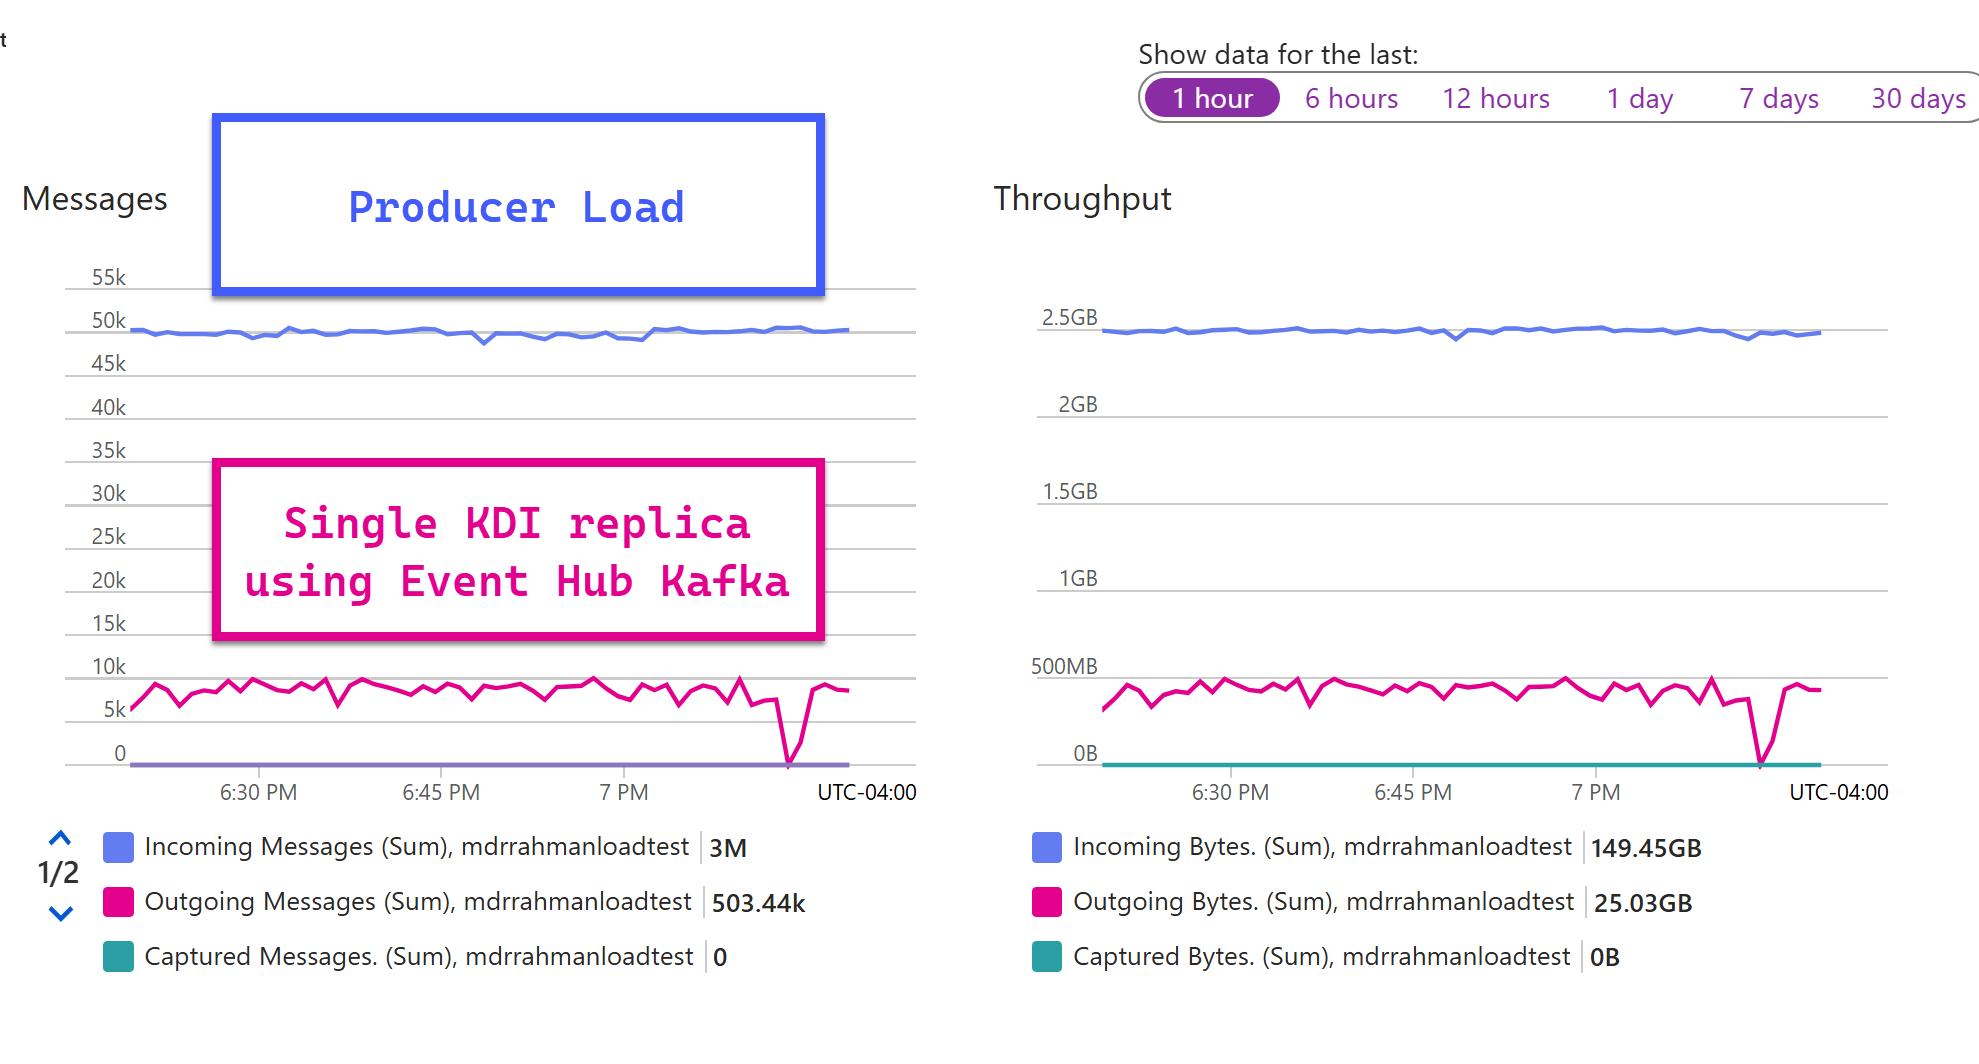 t
Show data for the last:
1 hour 6 hours 12 hours 1 day 7 days 30 days
Messages
Producer Load
55k
50k
45k
40k
35k
30k
25k
20k
15k
10k
5k
0
Single KDI replica
using Event Hub Kafka
6:30 PM 6:45 PM 7 PM UTC-04:00
1/2
Incoming Messages (Sum), mdrrahmanloadtest 3M
Outgoing Messages (Sum), mdrrahmanloadtest 503.44k
Captured Messages. (Sum), mdrrahmanloadtest 0
Throughput
2.5GB
2GB
1.5GB
1GB
500MB
0B
6:30 PM 6:45 PM 7 PM UTC-04:00
Incoming Bytes. (Sum), mdrrahmanloadtest 149.45GB
Outgoing Bytes. (Sum), mdrrahmanloadtest 25.03GB
Captured Bytes. (Sum), mdrrahmanloadtest 0B